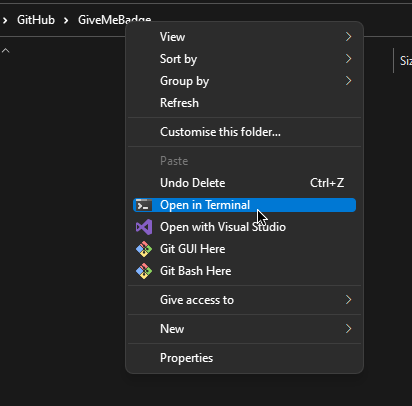 GitHub > GiveMeBadge
Siz
View
Sort by
Group by
Refresh
Customise this folder...
Paste
Undo Delete Ctrl+Z
Open in Terminal
Open with Visual Studio
Git GUI Here
Git Bash Here
Give access to
New
Properties